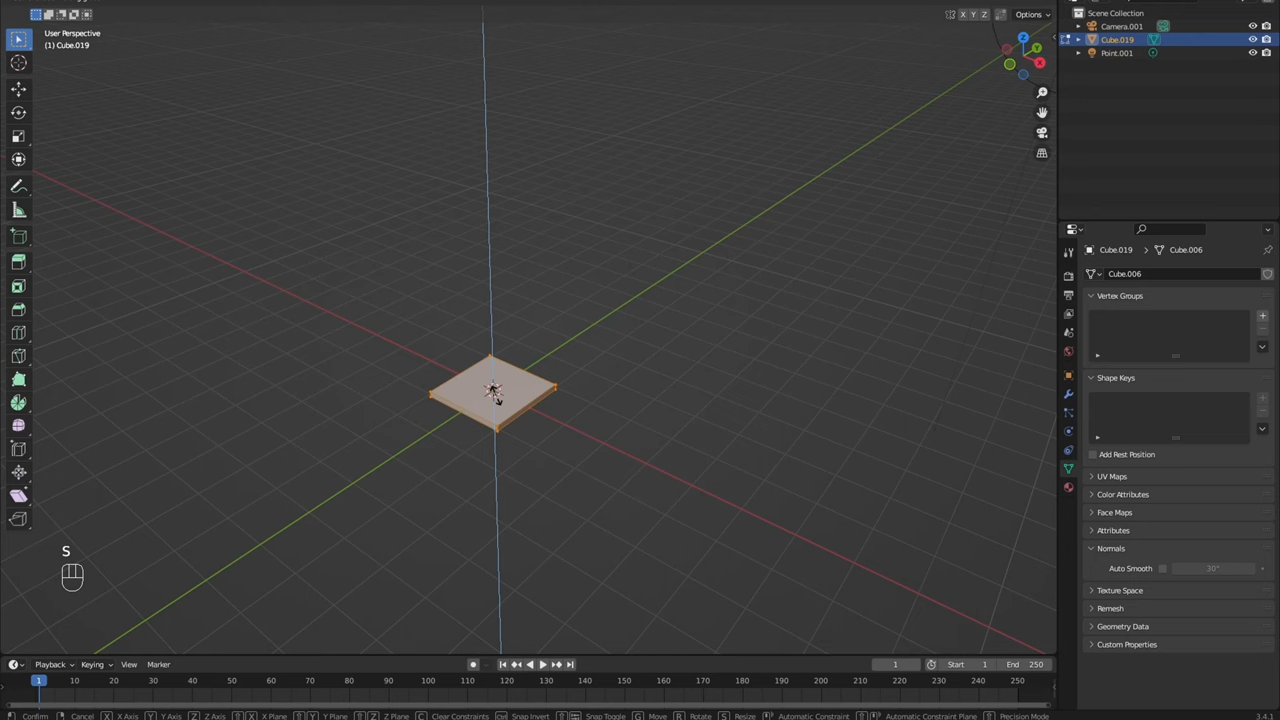 X Y Z
Options
User Perspective
(1) Cube.019
Z
Y
X
S
Scene Collection
Camera.001
Cube.019
Point.001
Cube.019 > Cube.006
Cube.006
Vertex Groups
Shape Keys
Add Rest Position
UV Maps
Color Attributes
Face Maps
Attributes
Normals
Auto Smooth 30°
Texture Space
Remesh
Geometry Data
Custom Properties
Playback Keying View Marker 1 Start 1 End 250
1 10 20 30 40 50 60 70 80 90 100 110 120 130 140 150 160 170 180 190 200 210 220 230 240 250
Confirm Cancel X X Axis Y Y Axis Z Z Axis X X Plane Y Y Plane Z Z Plane C Clear Constraints Snap Invert Snap Toggle G Move R Rotate S Resize Automatic Constraint Automatic Constraint Plane Precision Mode 3.4.1